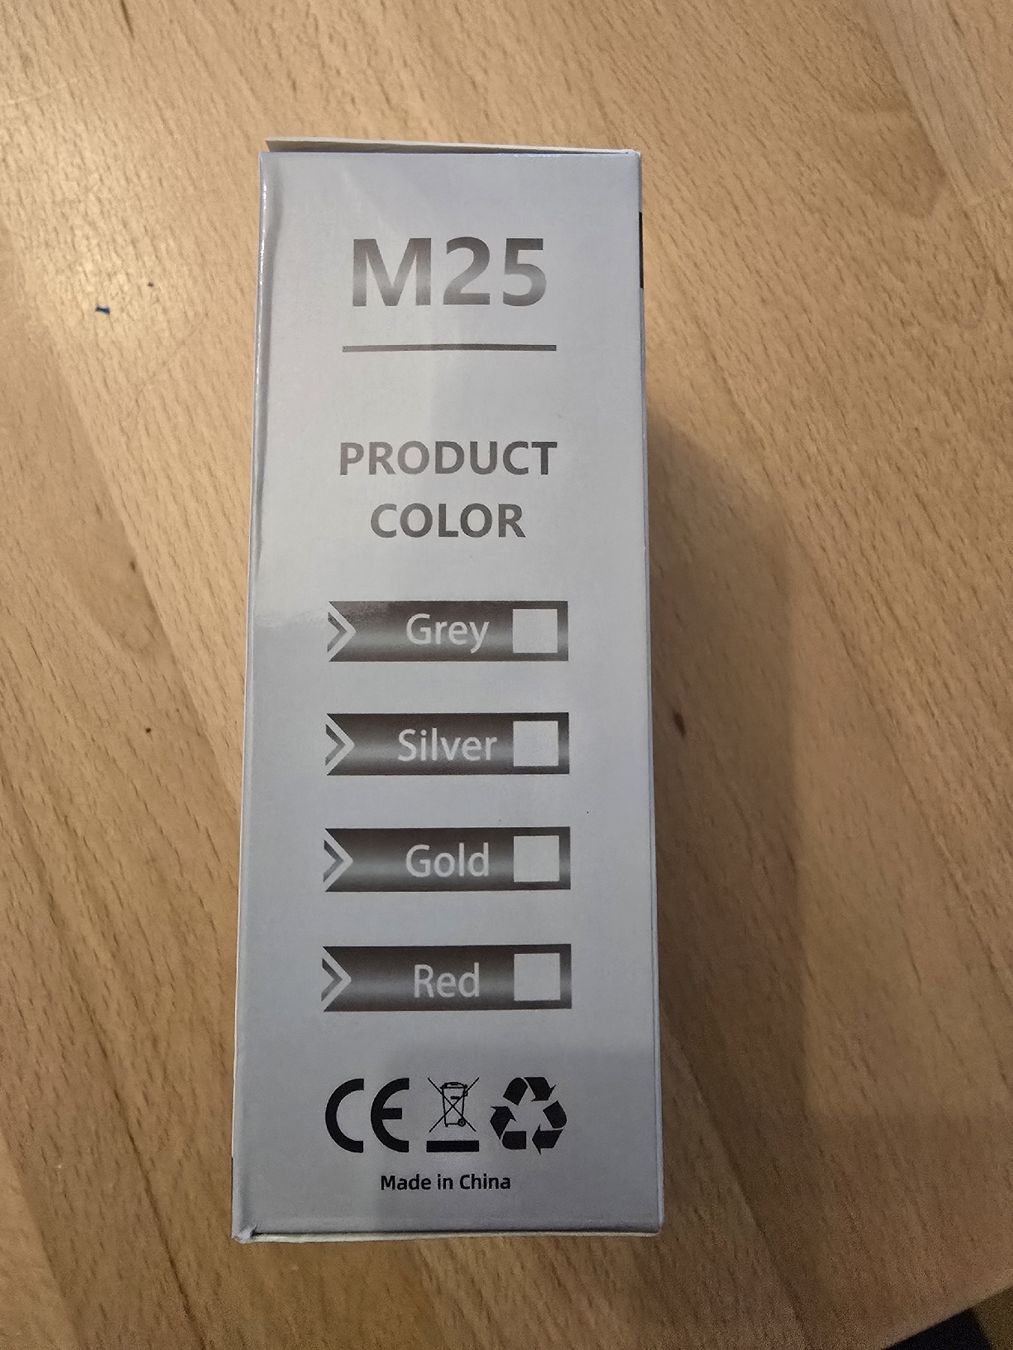 M25
PRODUCT
COLOR
Grey
Silver
Gold
Red
CE
Made in China